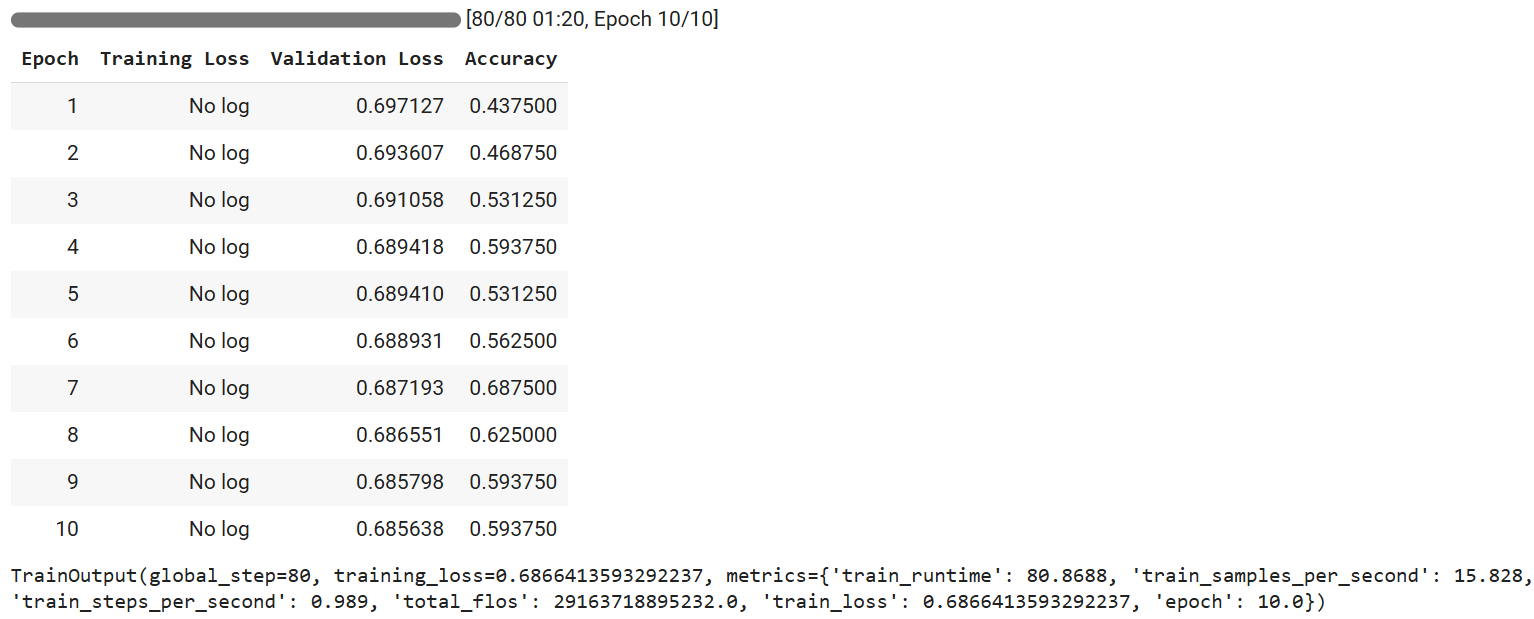 [80/80 01:20, Epoch 10/10]
Epoch Training Loss Validation Loss Accuracy
1 No log 0.697127 0.437500
2 No log 0.693607 0.468750
3 No log 0.691058 0.531250
4 No log 0.689418 0.593750
5 No log 0.689410 0.531250
6 No log 0.688931 0.562500
7 No log 0.687193 0.687500
8 No log 0.686551 0.625000
9 No log 0.685798 0.593750
10 No log 0.685638 0.593750
TrainOutput(global_step=80, training_loss=0.6866413593292237, metrics={'train_runtime': 80.8688, 'train_samples_per_second': 15.828,
'train_steps_per_second': 0.989, 'total_flos': 29163718895232.0, 'train_loss': 0.6866413593292237, 'epoch': 10.0})